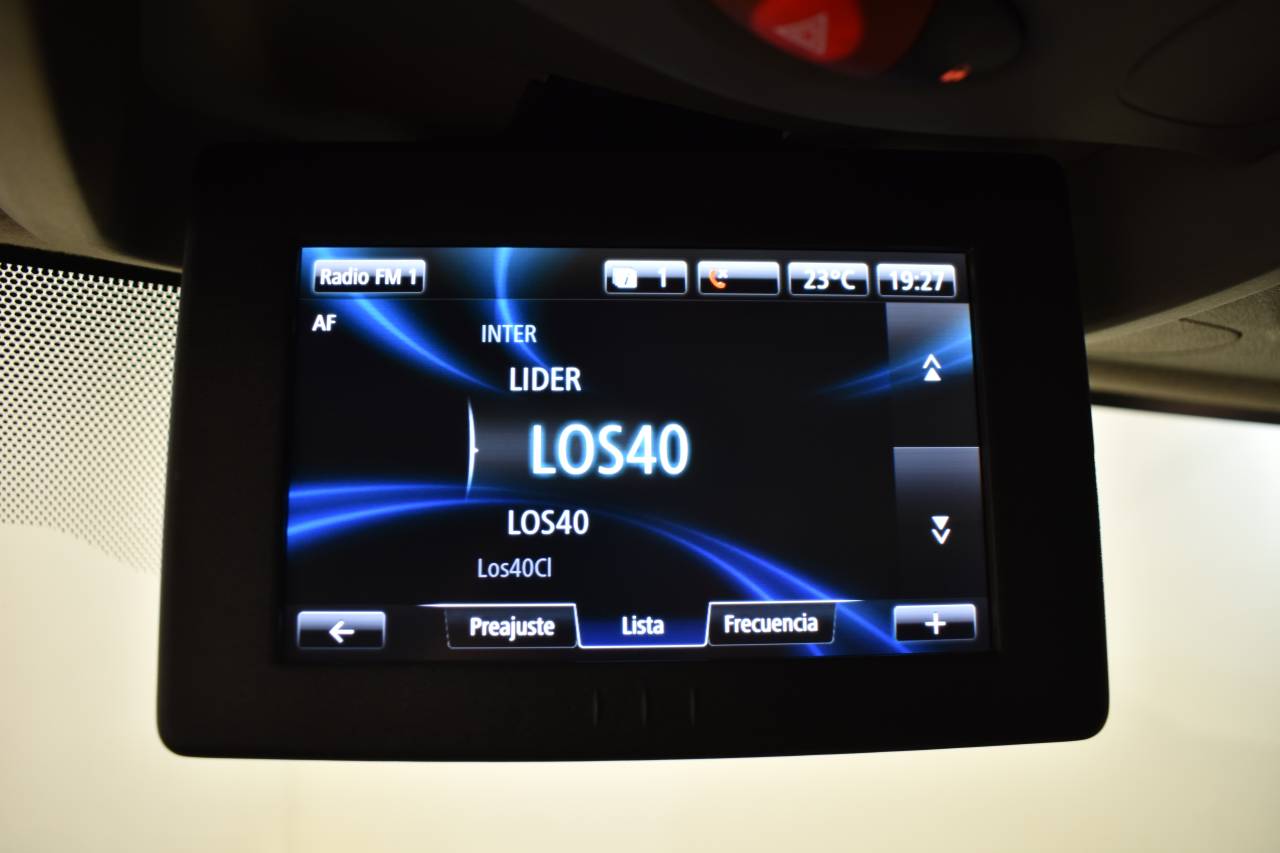 Radio FM 1 1 23°C 19:27
AF
INTER
LIDER
LOS40
LOS40
Los40Cl
Preajuste Lista Frecuencia